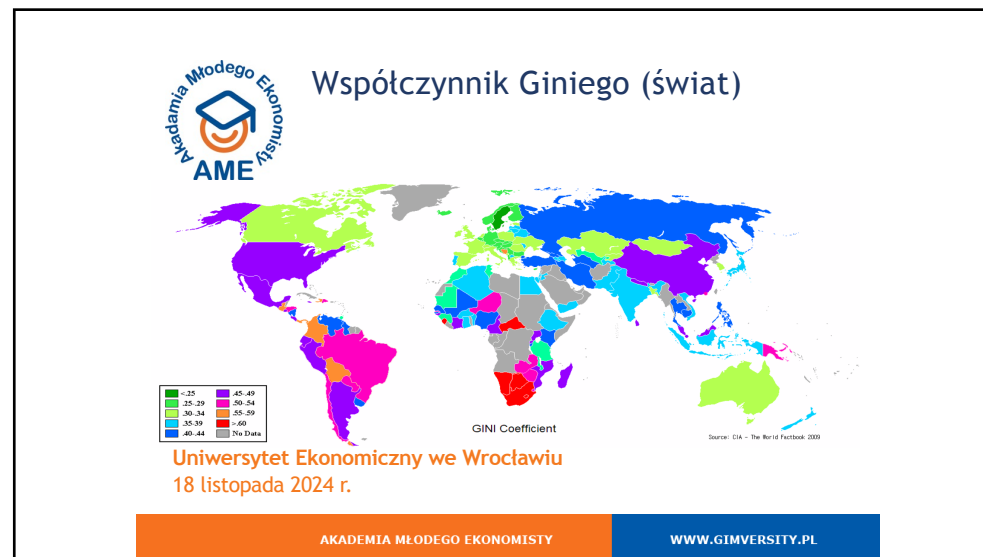 Akademia Młodego Ekonomisty
AME
Współczynnik Giniego (świat)
<.25
.25-.29
.30-.34
.35-39
.40-.44
.45-.49
.50-.54
.55-.59
>.60
No Data
GINI Coefficient
Source: CIA - The World Factbook 2009
Uniwersytet Ekonomiczny we Wrocławiu
18 listopada 2024 r.
AKADEMIA MŁODEGO EKONOMISTY
WWW.GIMVERSITY.PL